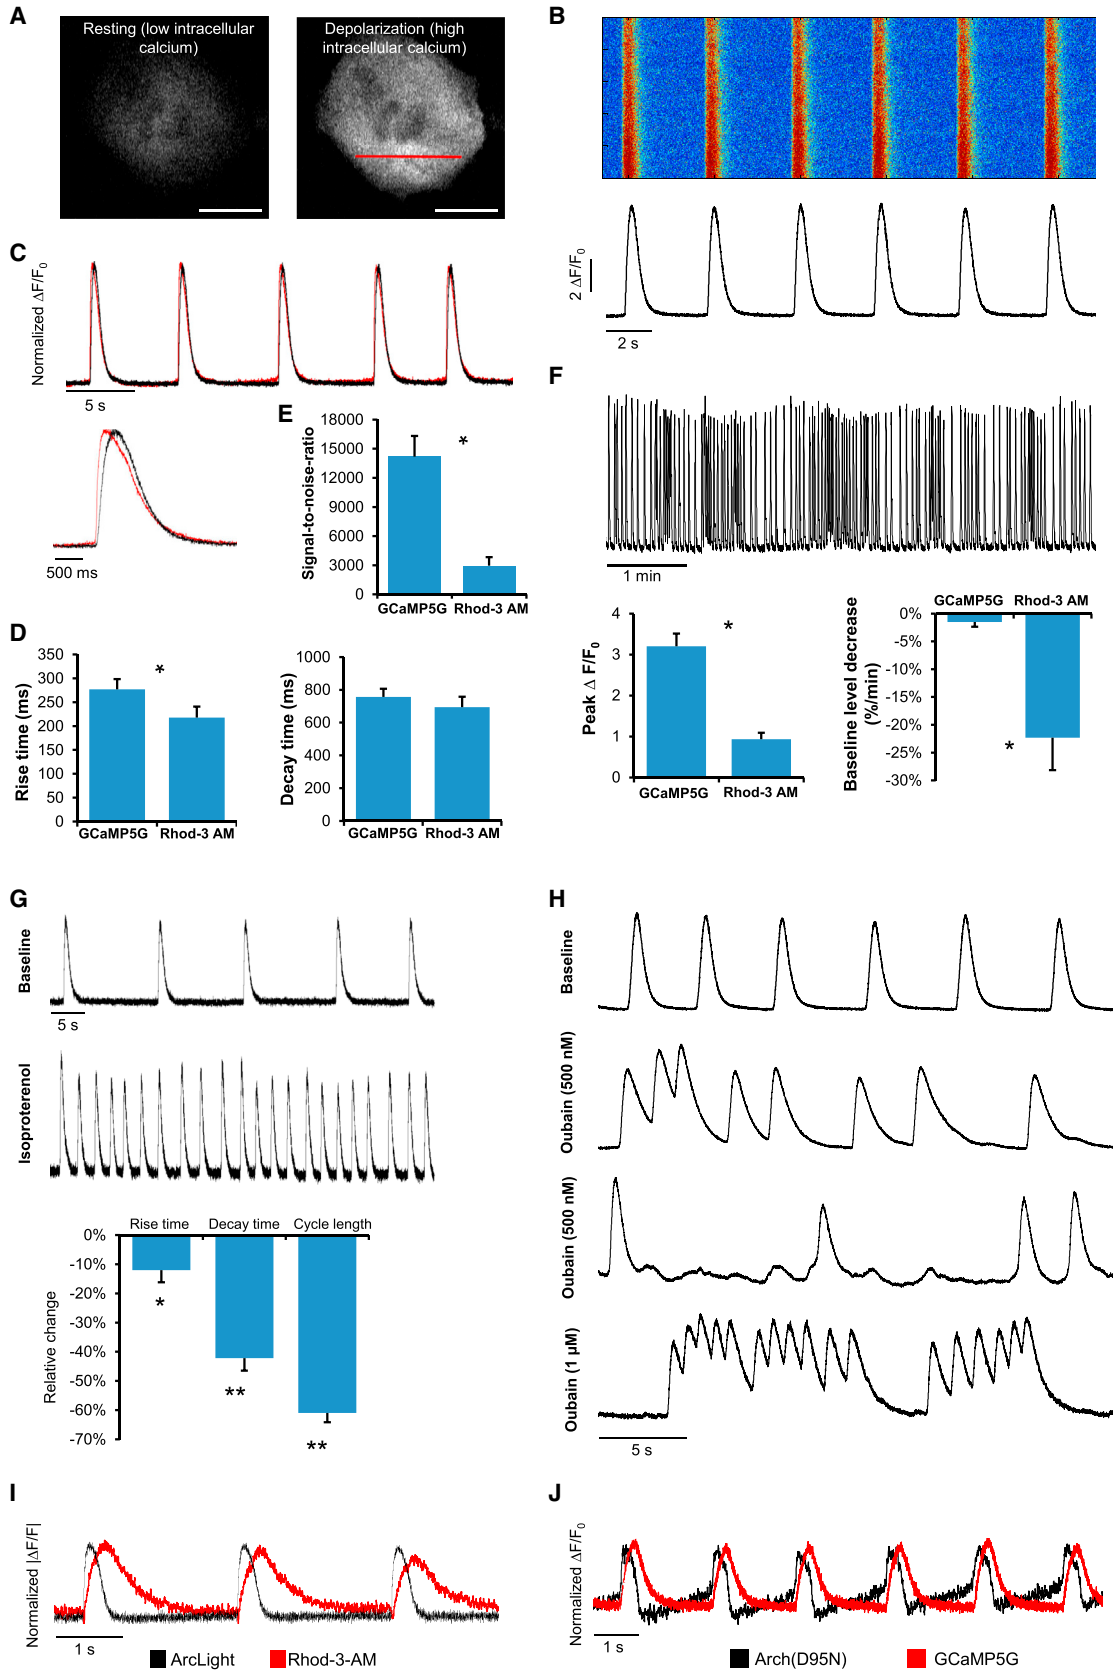 A
Resting (low intracellular
calcium)
Depolarization (high
intracellular calcium)
B
2 ΔF/F0
2 s
C
Normalized ΔF/F0
5 s
500 ms
D
Rise time (ms)
350
300
250
200
150
100
50
0
*
GCaMP5G
Rhod-3 AM
Decay time (ms)
1000
800
600
400
200
0
GCaMP5G
Rhod-3 AM
E
Signal-to-noise-ratio
18000
15000
12000
9000
6000
3000
0
*
GCaMP5G
Rhod-3 AM
F
1 min
Peak Δ F/F0
4
3
2
1
0
*
GCaMP5G
Rhod-3 AM
Baseline level decrease
(%/min)
GCaMP5G
Rhod-3 AM
0%
-5%
-10%
-15%
-20%
-25%
-30%
*
G
Baseline
5 s
Isoproterenol
Relative change
Rise time
Decay time
Cycle length
0%
-10%
-20%
-30%
-40%
-50%
-60%
-70%
*
**
**
H
Baseline
Oubain (500 nM)
Oubain (500 nM)
Oubain (1 µM)
5 s
I
Normalized |ΔF/F|
1 s
ArcLight
Rhod-3-AM
J
Normalized ΔF/F0
1 s
Arch(D95N)
GCaMP5G